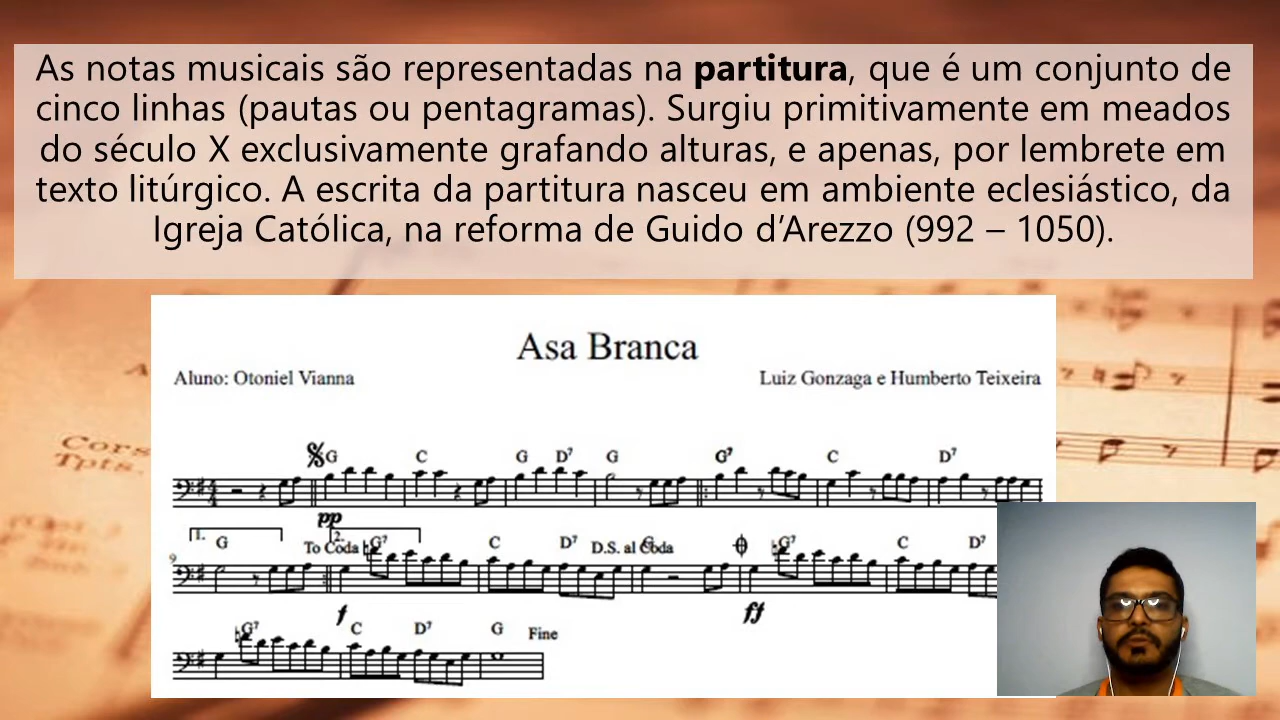 As notas musicais são representadas na partitura, que é um conjunto de
cinco linhas (pautas ou pentagramas). Surgiu primitivamente em meados
do século X exclusivamente grafando alturas, e apenas, por lembrete em
texto litúrgico. A escrita da partitura nasceu em ambiente eclesiástico, da
Igreja Católica, na reforma de Guido d’Arezzo (992 – 1050).
Asa Branca
Aluno: Otoniel Vianna
Luiz Gonzaga e Humberto Teixeira
G C G D7 G G7 C D7
pp
1. G To Coda 2. G7 C D7 D.S. al Coda G G7 C D7
9
f ff
G7 C D7 G Fine
Cors
Tpts.